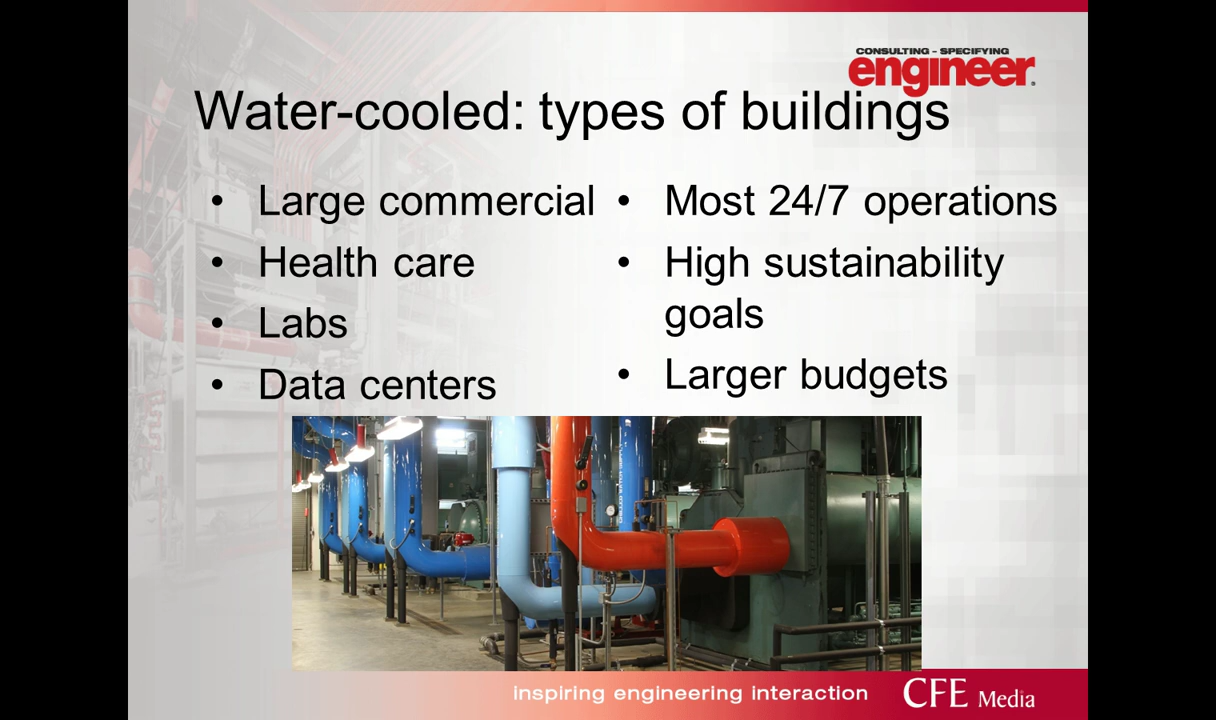 CONSULTING - SPECIFYING
engineer.
Water-cooled: types of buildings
• Large commercial
• Health care
• Labs
• Data centers
• Most 24/7 operations
• High sustainability
goals
• Larger budgets
inspiring engineering interaction
CFE Media